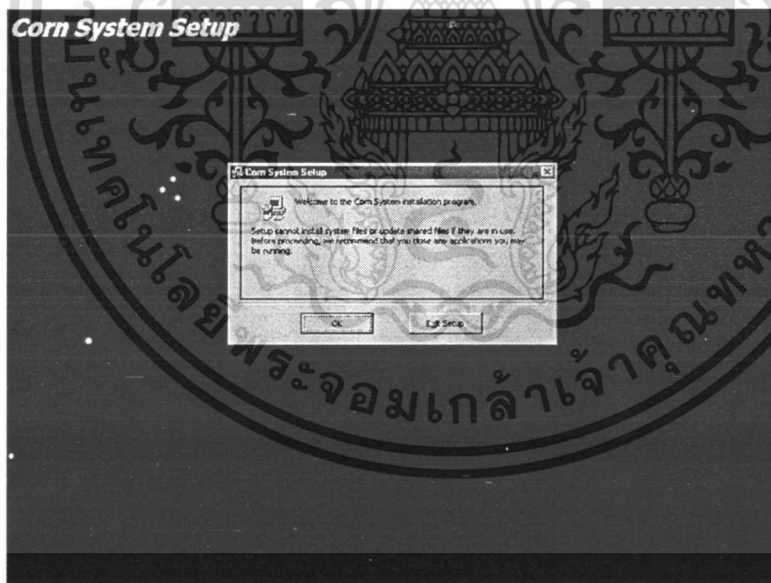 Corn System Setup
Corn System Setup
Welcome to the Corn System installation program.
Setup cannot install system files or update shared files if they are in use.
Before proceeding, we recommend that you close any applications you may
be running.
OK
Exit Setup
บันเทคโนโลยีพระจอมเกล้าเจ้าคุณทหา